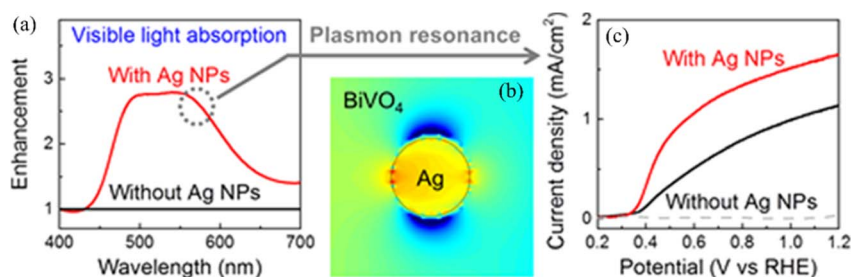 (a)
Visible light absorption
With Ag NPs
Without Ag NPs
Enhancement
3
2
1
400
500
600
700
Wavelength (nm)
Plasmon resonance
(b)
BiVO4
Ag
(c)
With Ag NPs
Without Ag NPs
Current density (mA/cm²)
2
1
0
0.2
0.4
0.6
0.8
1.0
1.2
Potential (V vs RHE)